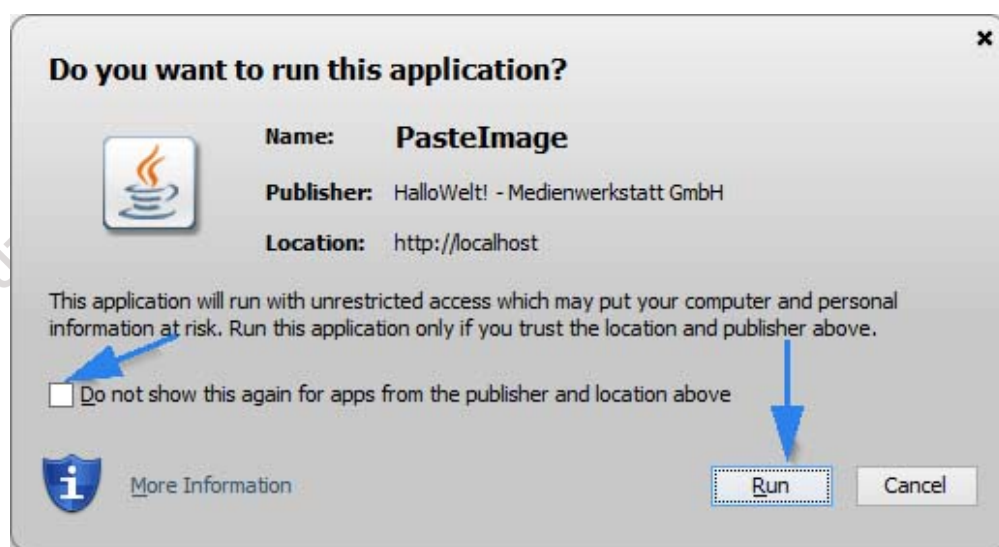 Do you want to run this application?
Name: PasteImage
Publisher: HalloWelt! - Medienwerkstatt GmbH
Location: http://localhost
This application will run with unrestricted access which may put your computer and personal
information at risk. Run this application only if you trust the location and publisher above.
Do not show this again for apps from the publisher and location above
More Information
Run
Cancel